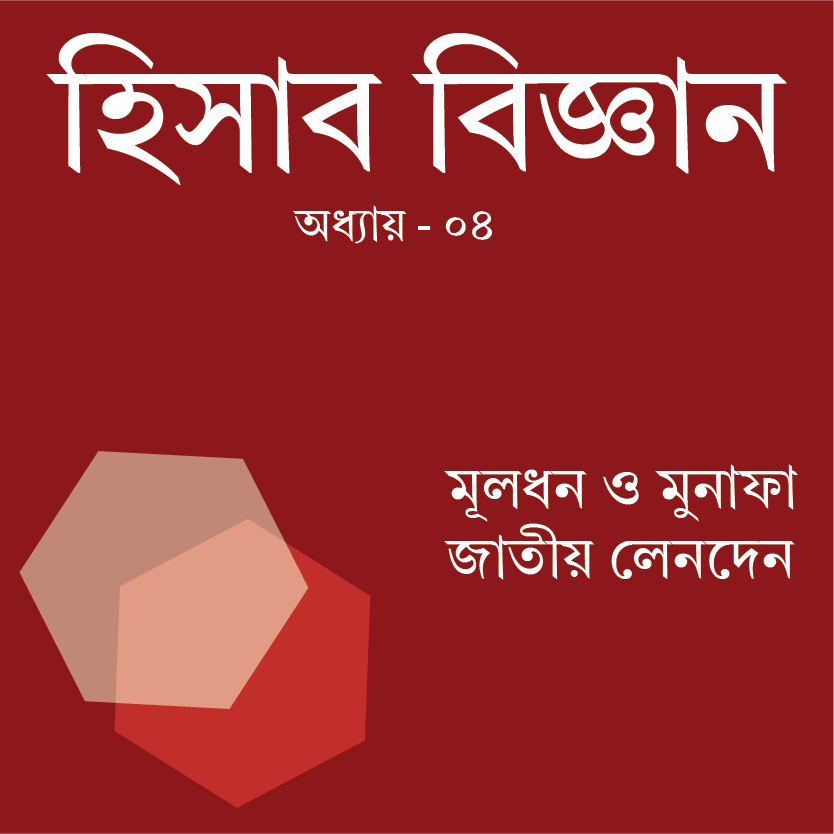 হিসাব বিজ্ঞান
অধ্যায় - ০৪
মূলধন ও মুনাফা
জাতীয় লেনদেন